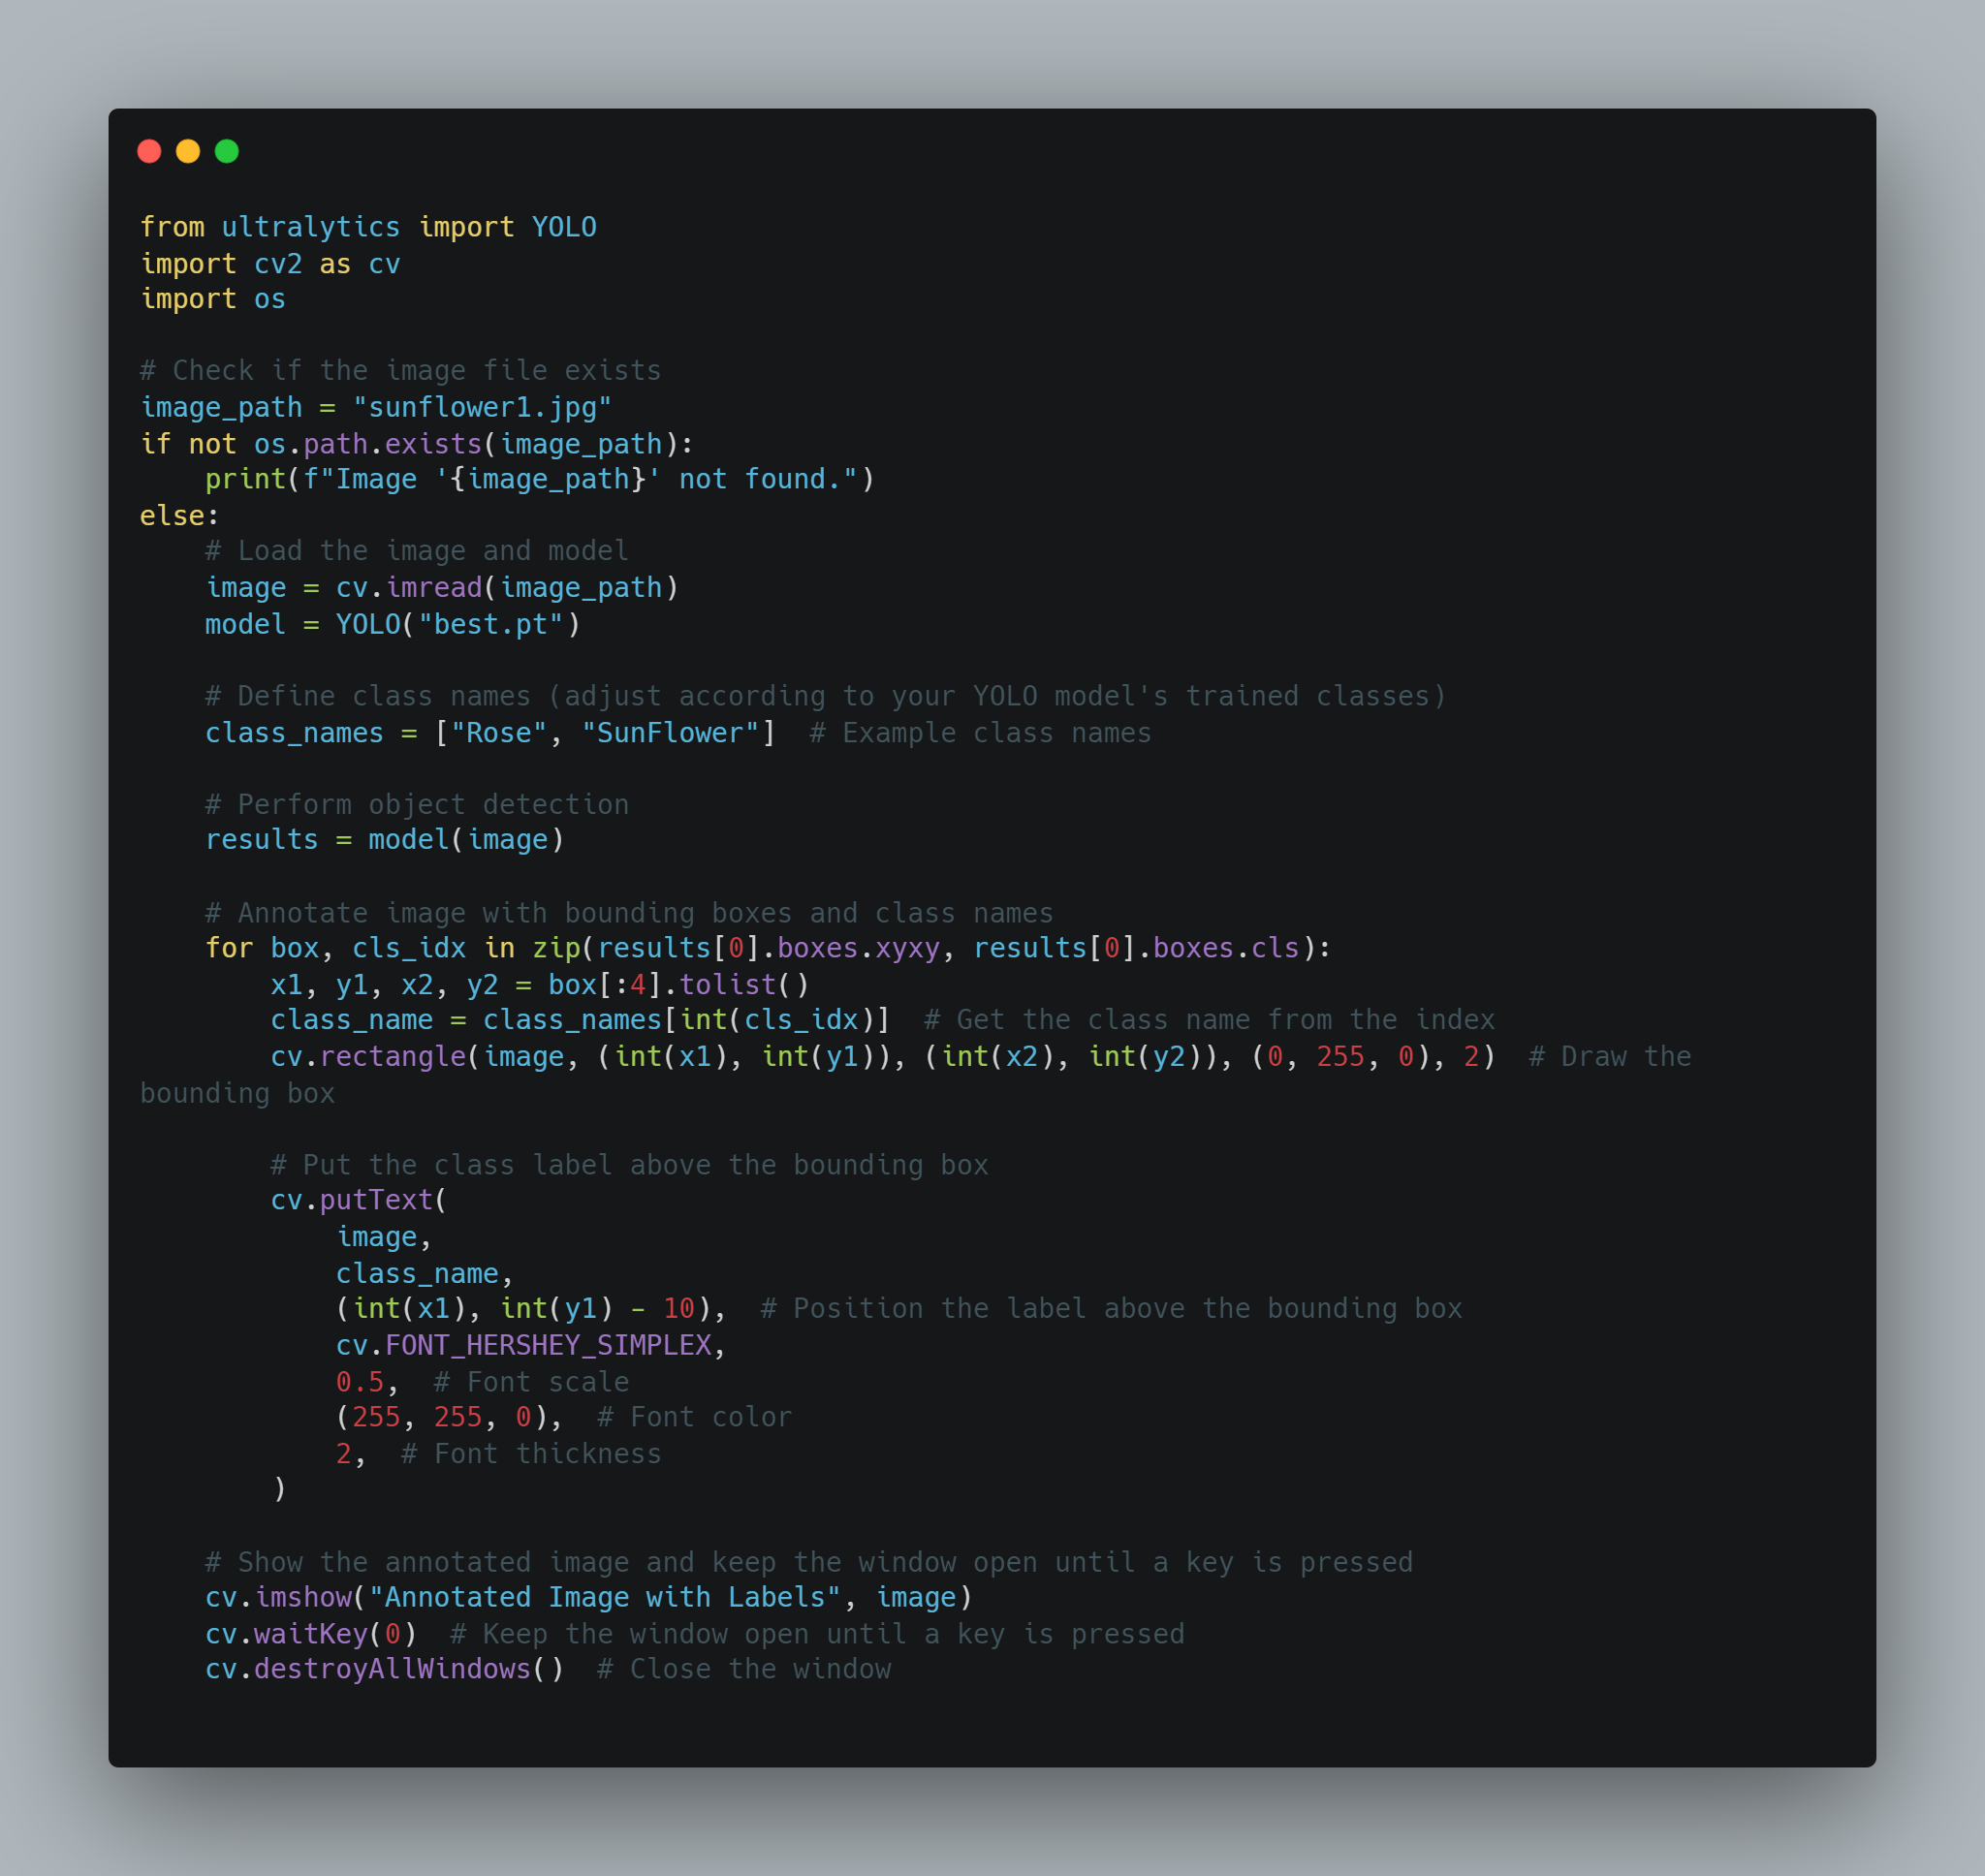 from ultralytics import YOLO
import cv2 as cv
import os

# Check if the image file exists
image_path = "sunflower1.jpg"
if not os.path.exists(image_path):
    print(f"Image '{image_path}' not found.")
else:
    # Load the image and model
    image = cv.imread(image_path)
    model = YOLO("best.pt")

    # Define class names (adjust according to your YOLO model's trained classes)
    class_names = ["Rose", "SunFlower"]  # Example class names

    # Perform object detection
    results = model(image)

    # Annotate image with bounding boxes and class names
    for box, cls_idx in zip(results[0].boxes.xyxy, results[0].boxes.cls):
        x1, y1, x2, y2 = box[:4].tolist()
        class_name = class_names[int(cls_idx)]  # Get the class name from the index
        cv.rectangle(image, (int(x1), int(y1)), (int(x2), int(y2)), (0, 255, 0), 2)  # Draw the
bounding box

        # Put the class label above the bounding box
        cv.putText(
            image,
            class_name,
            (int(x1), int(y1) - 10),  # Position the label above the bounding box
            cv.FONT_HERSHEY_SIMPLEX,
            0.5,  # Font scale
            (255, 255, 0),  # Font color
            2,  # Font thickness
        )

    # Show the annotated image and keep the window open until a key is pressed
    cv.imshow("Annotated Image with Labels", image)
    cv.waitKey(0)  # Keep the window open until a key is pressed
    cv.destroyAllWindows()  # Close the window